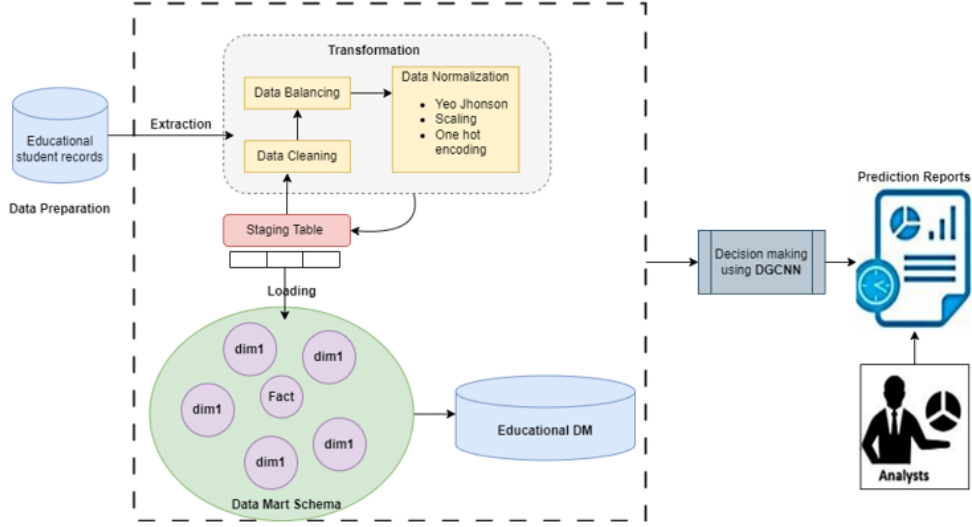 Transformation
Data Balancing
Data Normalization
Yeo Jhonson
Scaling
One hot
encoding
Extraction
Data Cleaning
Educational
student records
Data Preparation
Staging Table
Loading
dim1
dim1
Fact
dim1
dim1
dim1
Data Mart Schema
Educational DM
Decision making
using DGCNN
Prediction Reports
Analysts